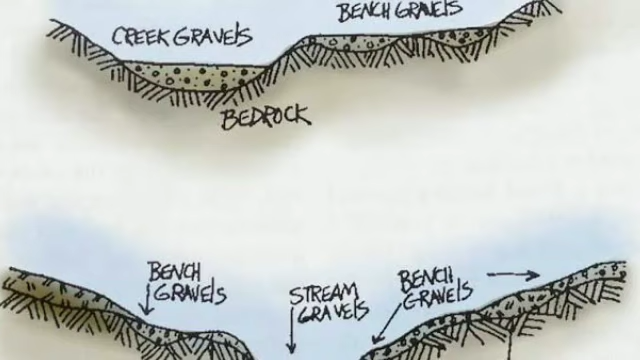 BENCH GRAVELS
CREEK GRAVELS
BEDROCK
BENCH
GRAVELS
STREAM
GRAVELS
BENCH
GRAVELS